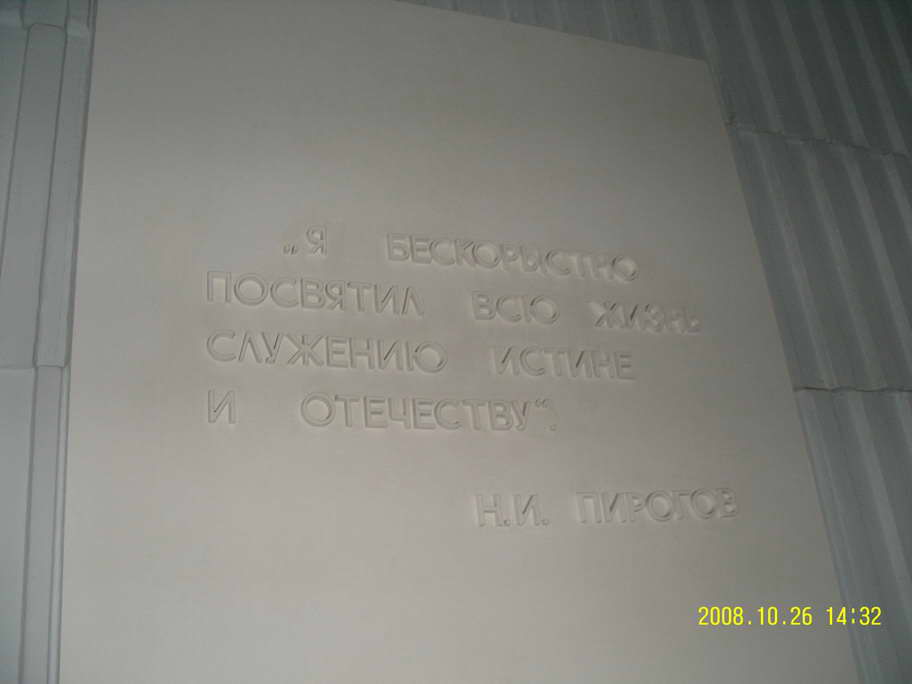 „Я БЕСКОРЫСТНО
ПОСВЯТИЛ ВСЮ ЖИЗНЬ
СЛУЖЕНИЮ ИСТИНЕ
И ОТЕЧЕСТВУ“.
Н.И. ПИРОГОВ
2008.10.26 14:32